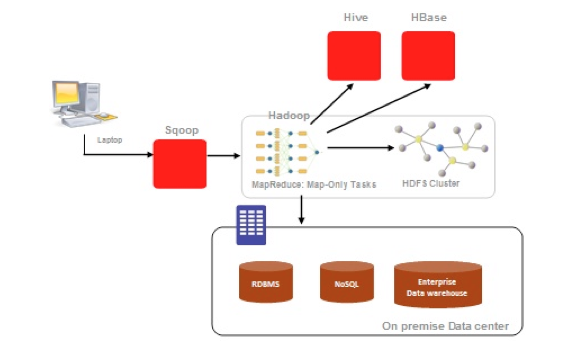 Hive
HBase
Hadoop
Sqoop
Laptop
MapReduce: Map-Only Tasks
HDFS Cluster
RDBMS
NoSQL
Enterprise
Data warehouse
On premise Data center